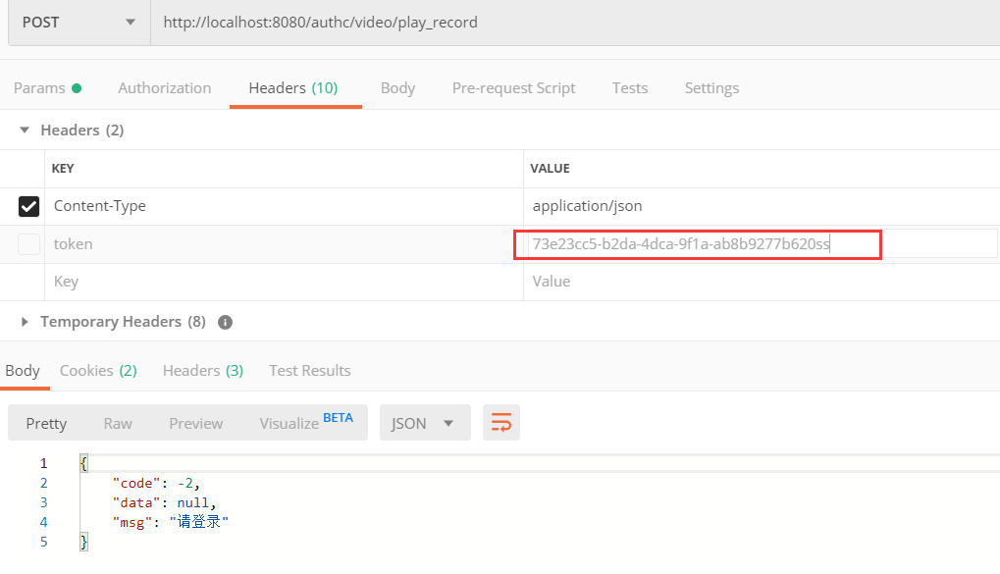 POST http://localhost:8080/authc/video/play_record
Params Authorization Headers (10) Body Pre-request Script Tests Settings
Headers (2)
KEY VALUE
Content-Type application/json
token 73e23cc5-b2da-4dca-9f1a-ab8b9277b620ss
Key Value
Temporary Headers (8)
Body Cookies (2) Headers (3) Test Results
Pretty Raw Preview Visualize BETA JSON
1 {
2 "code": -2,
3 "data": null,
4 "msg": "请登录"
5 }